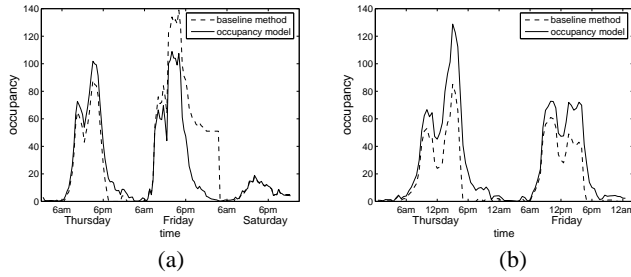 140
120
100
80
60
40
20
0
occupancy
baseline method
occupancy model
6am 6pm 6am 6pm 6am 6pm
Thursday Friday Saturday
time
(a)
140
120
100
80
60
40
20
0
occupancy
baseline method
occupancy model
6am 12pm 6pm 12am 6am 12pm 6pm 12am
Thursday Friday
time
(b)